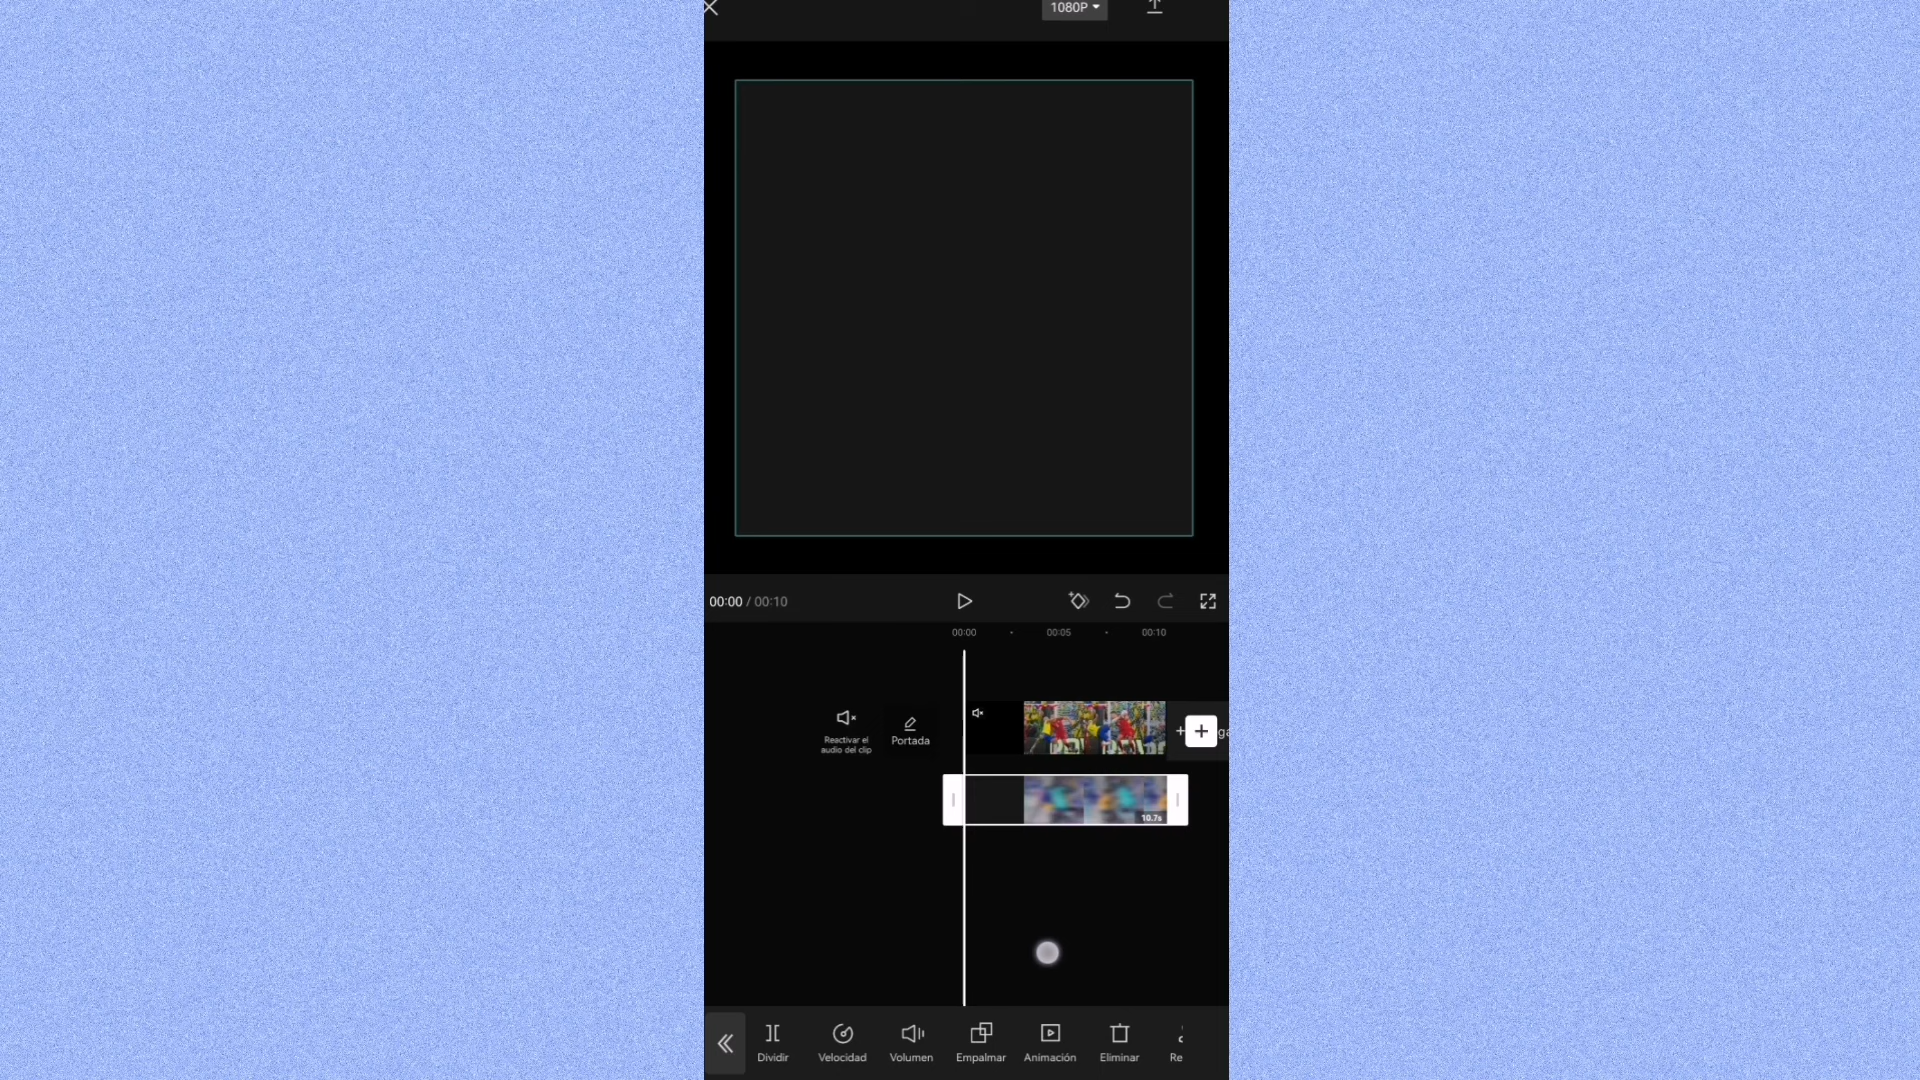 1080P
00:00 / 00:10
00:00 00:05 00:10
Reactivar el
audio del clip
Portada
10.7s
Dividir Velocidad Volumen Empalmar Animación Eliminar Re